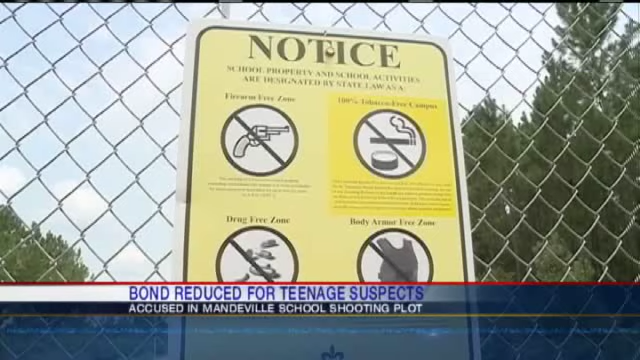 NOTICE
SCHOOL PROPERTY AND SCHOOL ACTIVITIES
ARE DESIGNATED BY STATE LAW AS A:
Firearm Free Zone
100% Tobacco-Free Campus
Drug Free Zone
Body Armor Free Zone
BOND REDUCED FOR TEENAGE SUSPECTS
ACCUSED IN MANDEVILLE SCHOOL SHOOTING PLOT